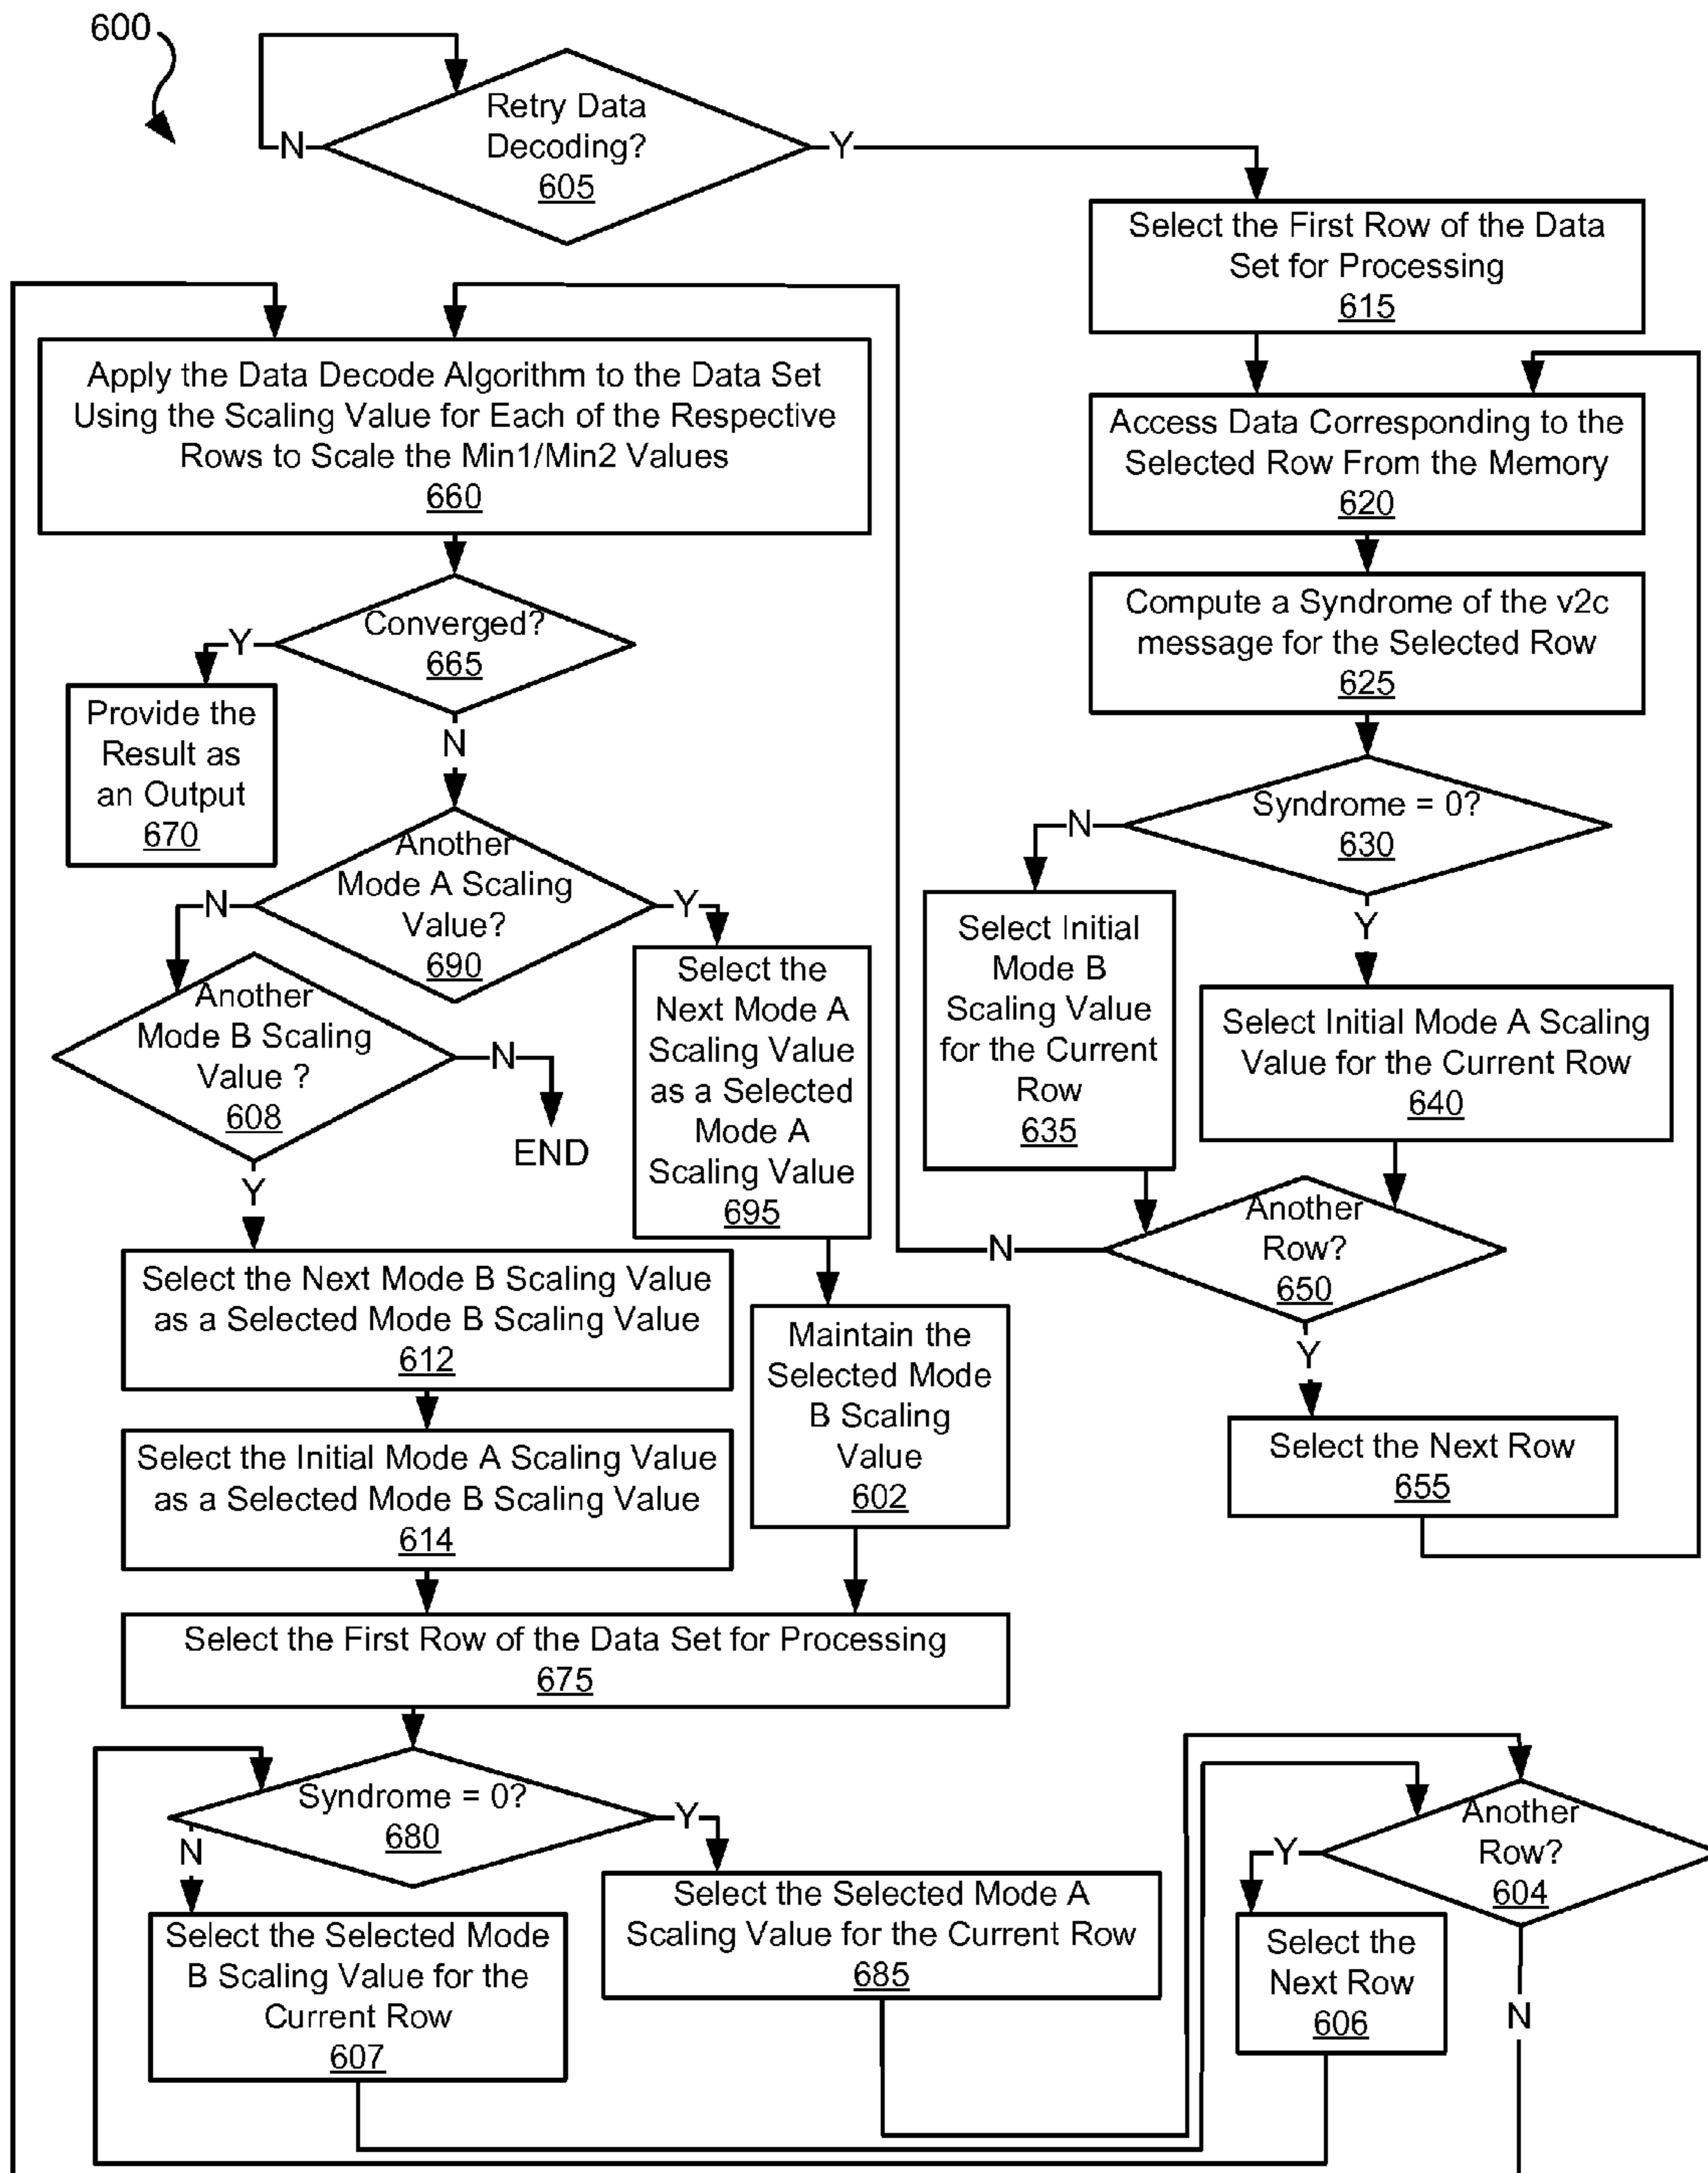 600
Retry Data
Decoding?
605
N
Y
Select the First Row of the Data
Set for Processing
615
Apply the Data Decode Algorithm to the Data Set
Using the Scaling Value for Each of the Respective
Rows to Scale the Min1/Min2 Values
660
Access Data Corresponding to the
Selected Row From the Memory
620
Compute a Syndrome of the v2c
message for the Selected Row
625
Converged?
665
Y
N
Provide the
Result as
an Output
670
Syndrome = 0?
630
N
Y
Another
Mode A Scaling
Value?
690
N
Y
Select Initial
Mode B
Scaling Value
for the Current
Row
635
Select Initial Mode A Scaling
Value for the Current Row
640
Another
Mode B Scaling
Value ?
608
N
END
Y
Select the
Next Mode A
Scaling Value
as a Selected
Mode A
Scaling Value
695
Another
Row?
650
N
Y
Select the Next Mode B Scaling Value
as a Selected Mode B Scaling Value
612
Maintain the
Selected Mode
B Scaling
Value
602
Select the Next Row
655
Select the Initial Mode A Scaling Value
as a Selected Mode B Scaling Value
614
Select the First Row of the Data Set for Processing
675
Syndrome = 0?
680
N
Y
Another
Row?
604
Y
N
Select the Selected Mode A
Scaling Value for the Current Row
685
Select the Selected Mode
B Scaling Value for the
Current Row
607
Select the
Next Row
606